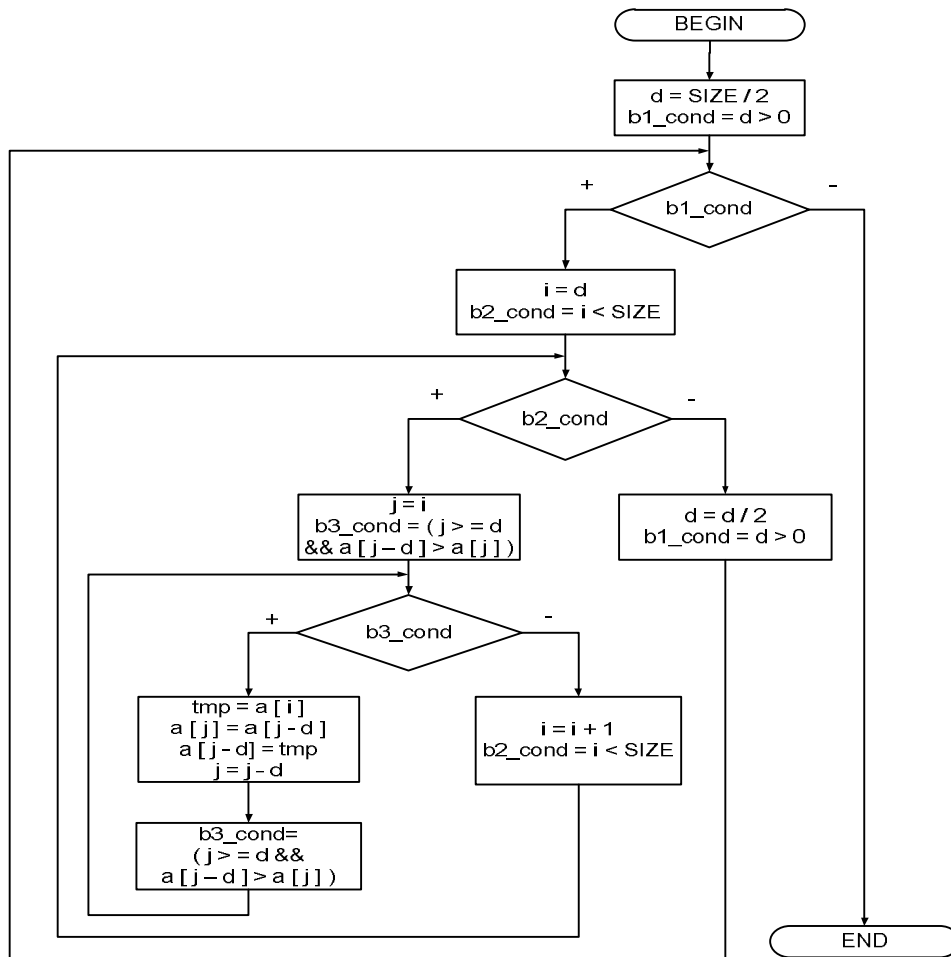 BEGIN
d = SIZE / 2
b1_cond = d > 0
+
-
b1_cond
i = d
b2_cond = i < SIZE
+
-
b2_cond
j = i
b3_cond = ( j > = d
&& a [ j – d ] > a [ j ] )
d = d / 2
b1_cond = d > 0
+
-
b3_cond
tmp = a [ i ]
a [ j ] = a [ j - d ]
a [ j - d ] = tmp
j = j - d
i = i + 1
b2_cond = i < SIZE
b3_cond=
( j > = d &&
a [ j – d ] > a [ j ] )
END